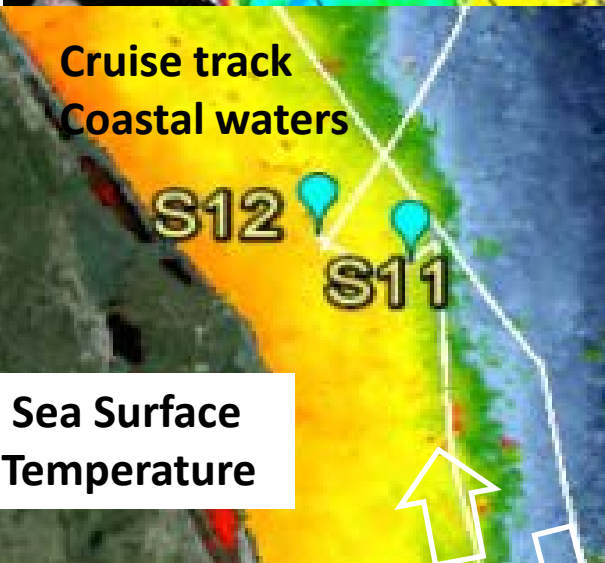 Cruise track
Coastal waters
S12
S11
Sea Surface
Temperature